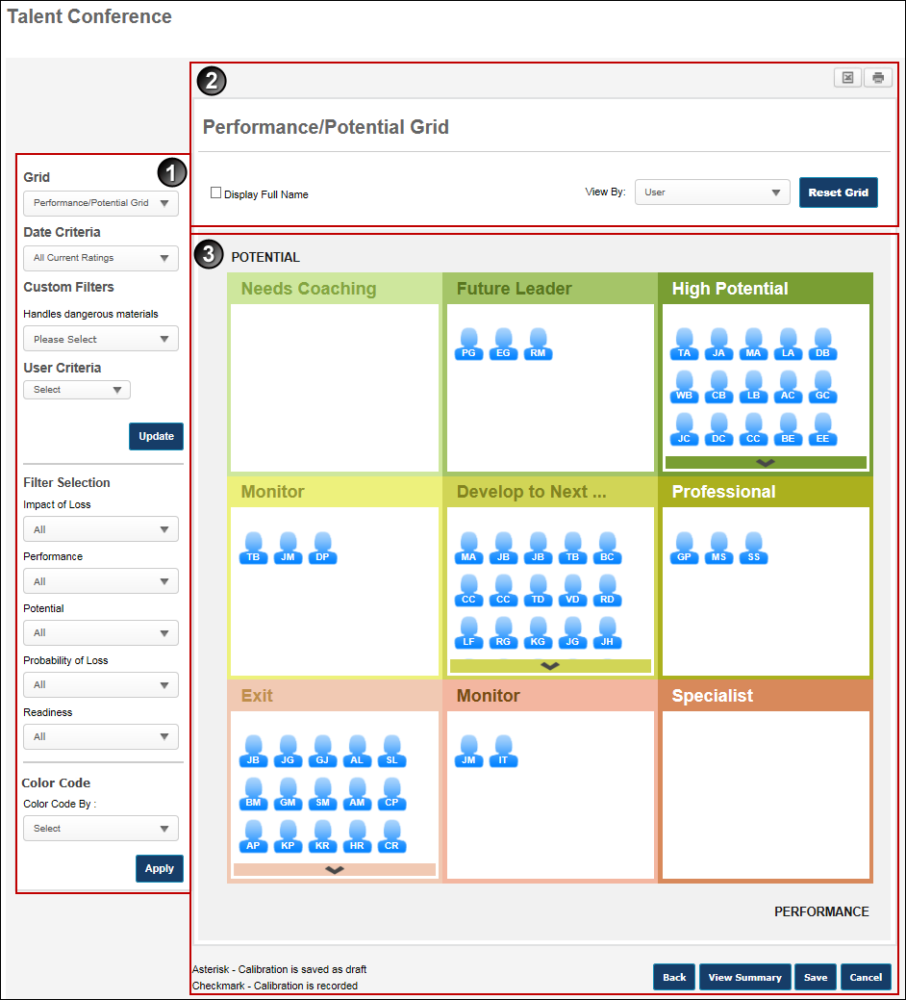 Talent Conference
2
Performance/Potential Grid
Display Full Name
View By:
User
Reset Grid
1
Grid
Performance/Potential Grid
Date Criteria
All Current Ratings
Custom Filters
Handles dangerous materials
Please Select
User Criteria
Select
Update
Filter Selection
Impact of Loss
All
Performance
All
Potential
All
Probability of Loss
All
Readiness
All
Color Code
Color Code By :
Select
Apply
3
POTENTIAL
Needs Coaching
Future Leader
PG EG RM
High Potential
TA JA MA LA DB
WB CB LB AC GC
JC DC CC BE EE
Monitor
TB JM DP
Develop to Next ...
MA JB JB TB BC
CC CC TD VD RD
LF RG KG JG JH
Professional
GP MS SS
Exit
JB JG GJ AL SL
BM GM SM AM CP
AP KP KR HR CR
Monitor
JM IT
Specialist
PERFORMANCE
Asterisk - Calibration is saved as draft
Checkmark - Calibration is recorded
Back
View Summary
Save
Cancel